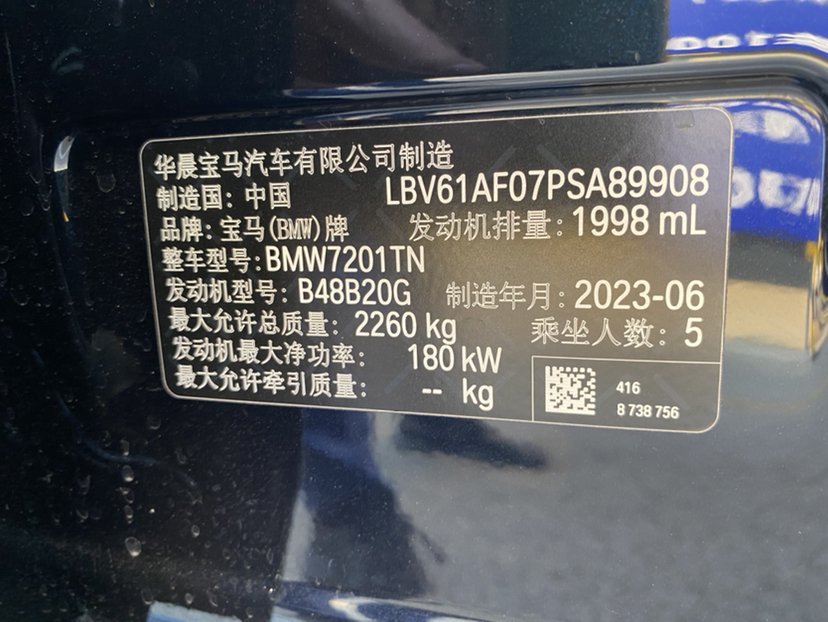 华晨宝马汽车有限公司制造
制造国：中国 LBV61AF07PSA89908
品牌：宝马(BMW)牌 发动机排量：1998 mL
整车型号：BMW7201TN
发动机型号：B48B20G 制造年月：2023-06
最大允许总质量：2260 kg 乘坐人数：5
发动机最大净功率：180 kW
最大允许牵引质量：-- kg
416
8 738 756